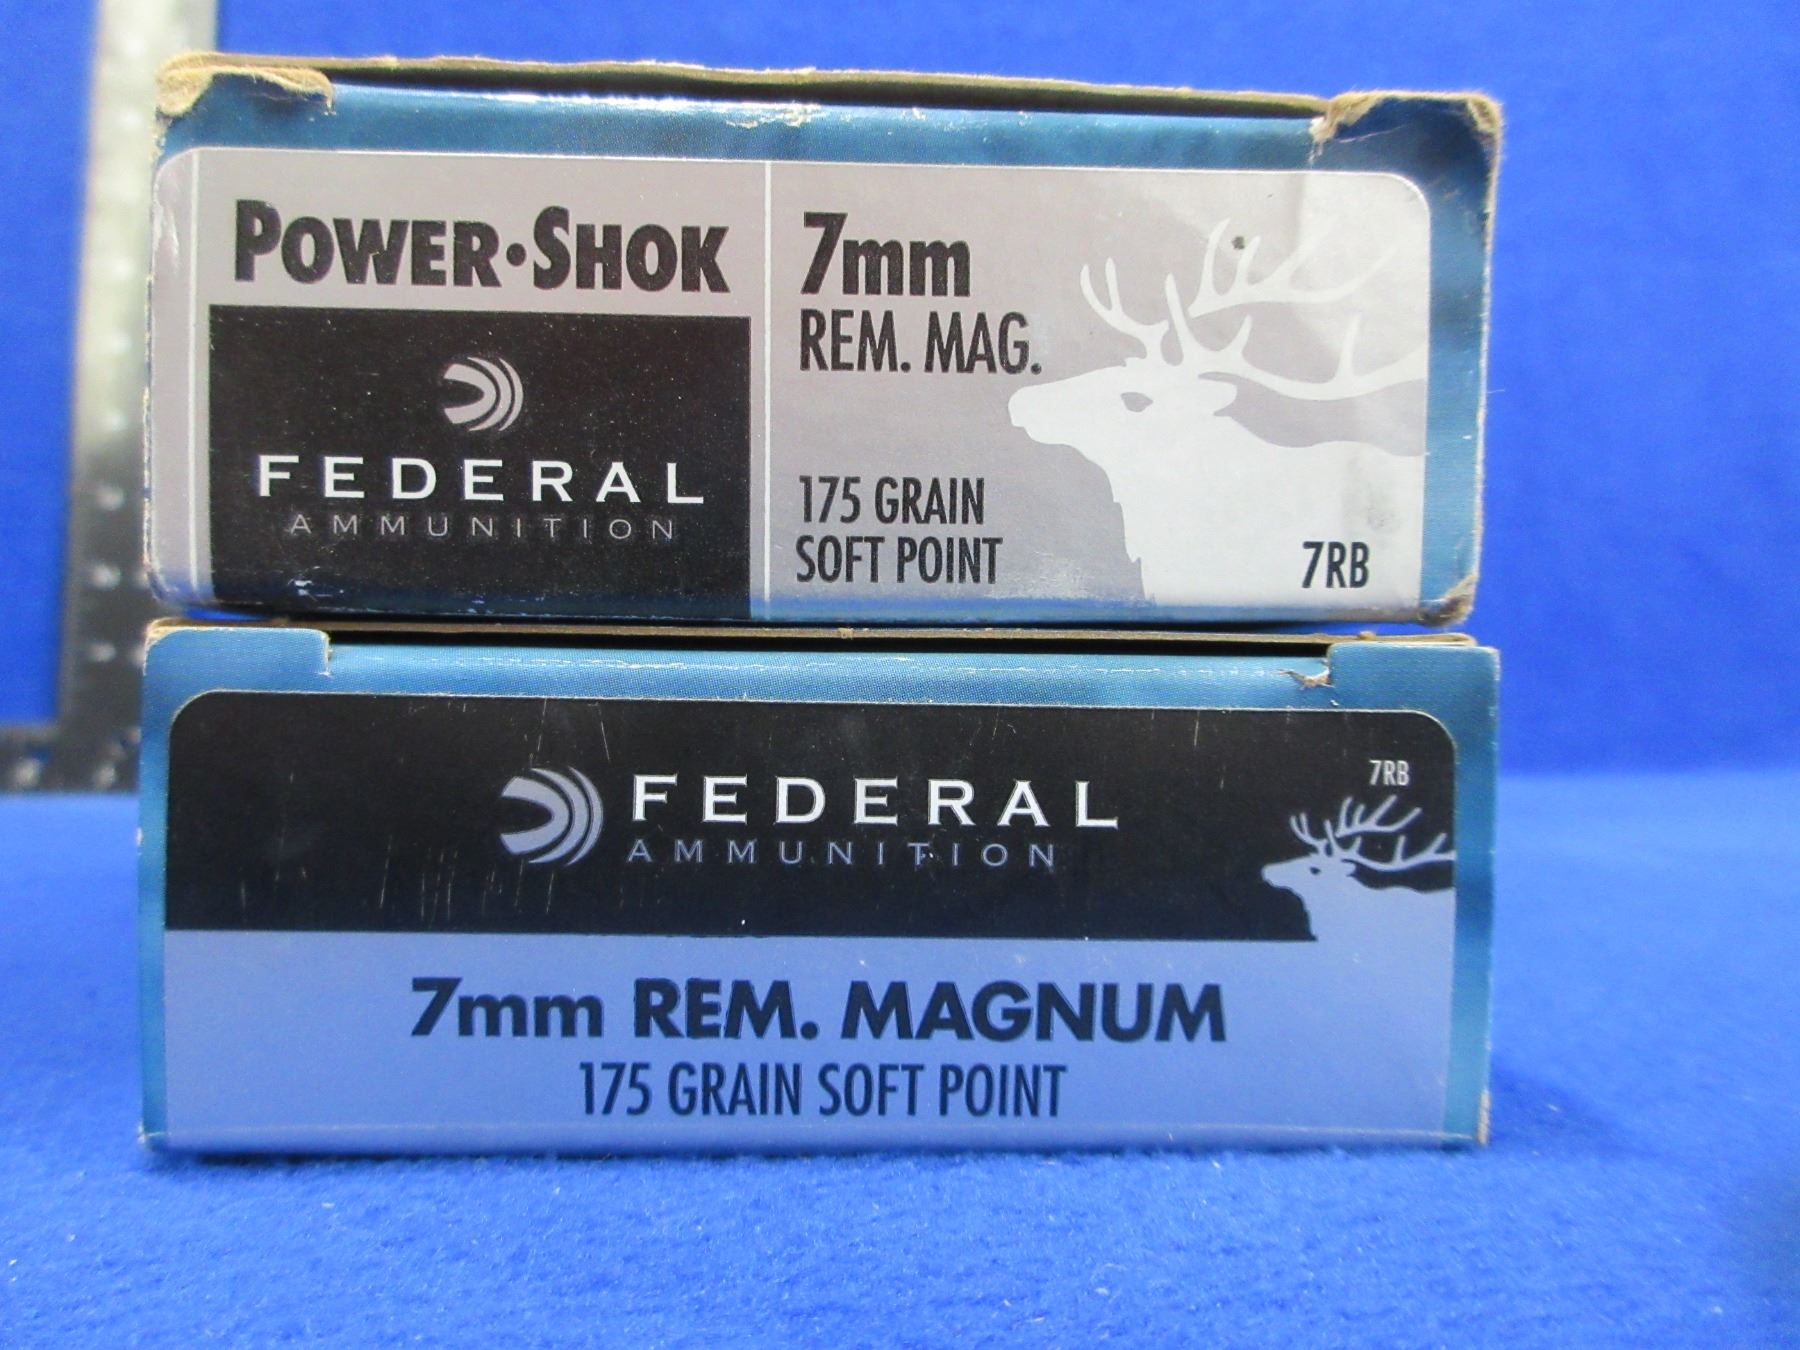 POWER•SHOK
FEDERAL
AMMUNITION
7mm
REM. MAG.
175 GRAIN
SOFT POINT
7RB
7RB
FEDERAL
AMMUNITION
7mm REM. MAGNUM
175 GRAIN SOFT POINT